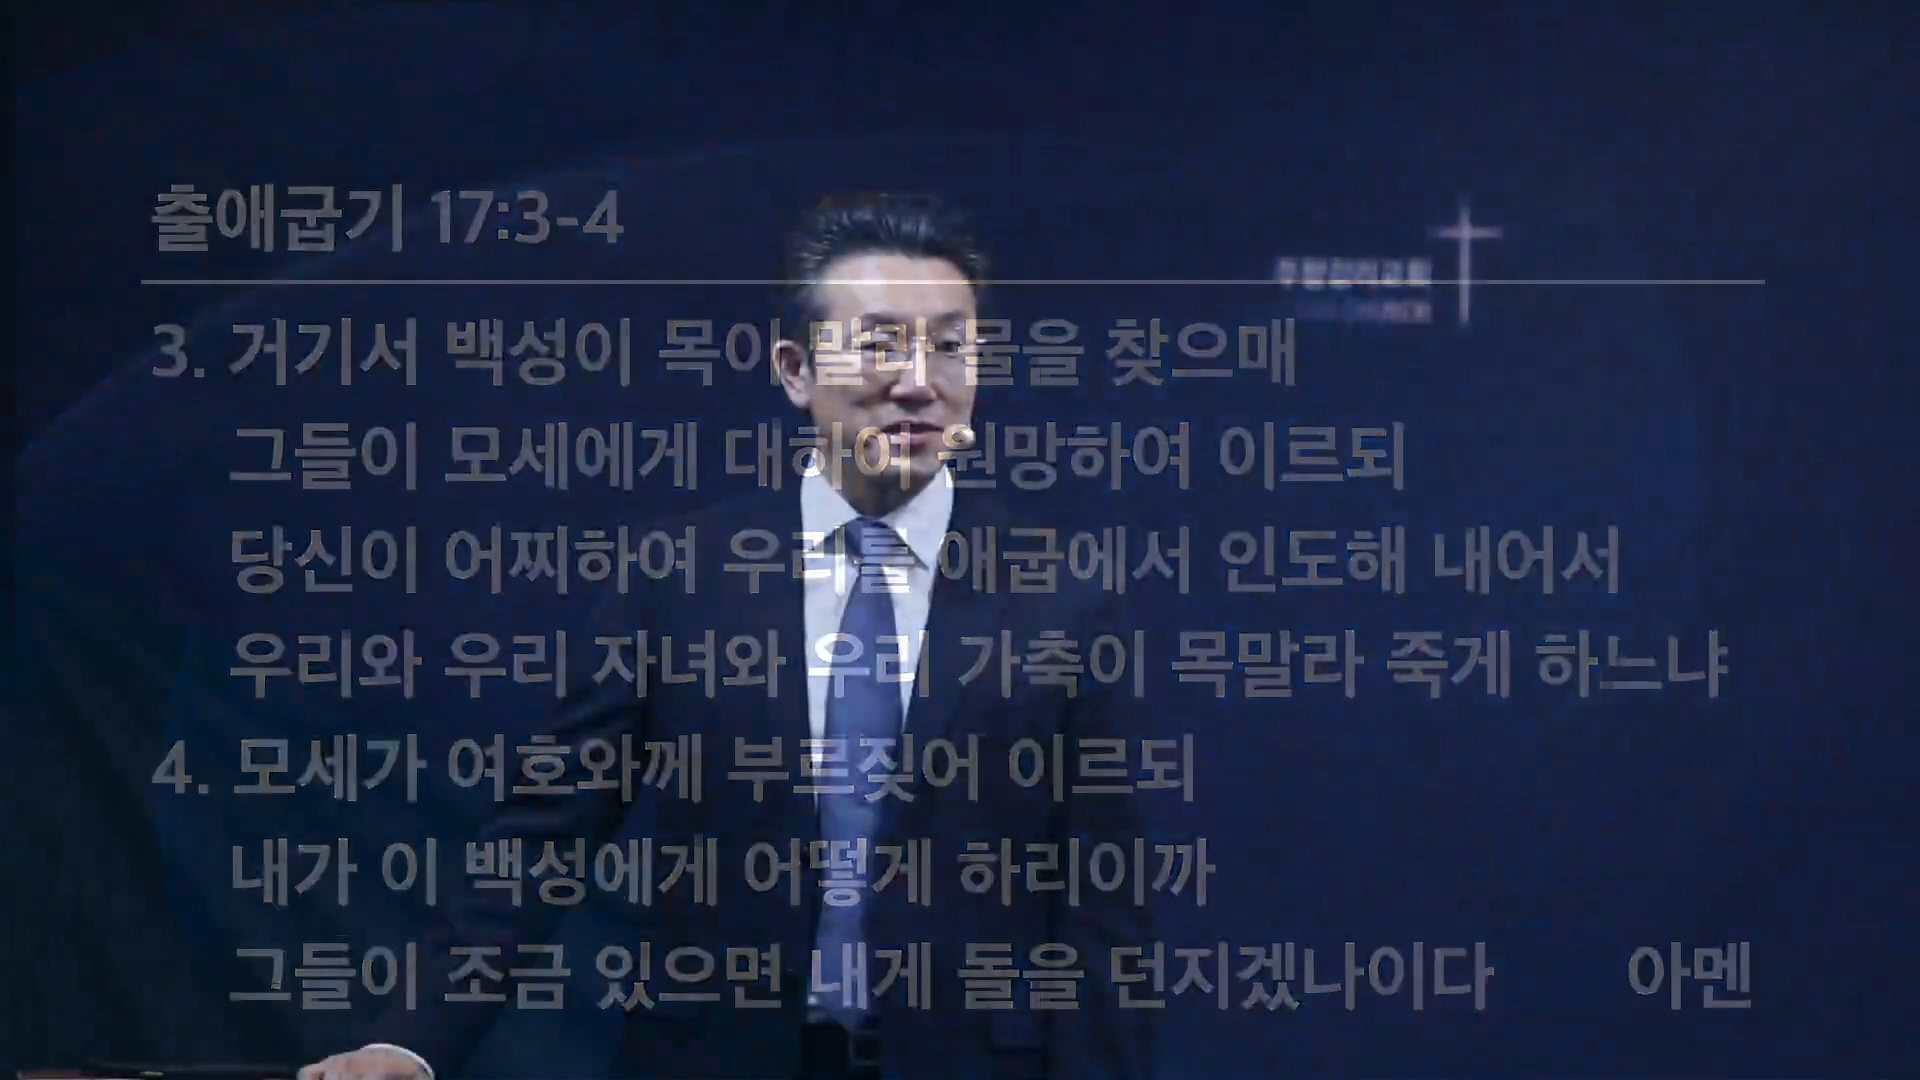 출애굽기 17:3-4
3. 거기서 백성이 목이 말라 물을 찾으매
그들이 모세에게 대하여 원망하여 이르되
당신이 어찌하여 우리를 애굽에서 인도해 내어서
우리와 우리 자녀와 우리 가축이 목말라 죽게 하느냐
4. 모세가 여호와께 부르짖어 이르되
내가 이 백성에게 어떻게 하리이까
그들이 조금 있으면 내게 돌을 던지겠나이다 아멘